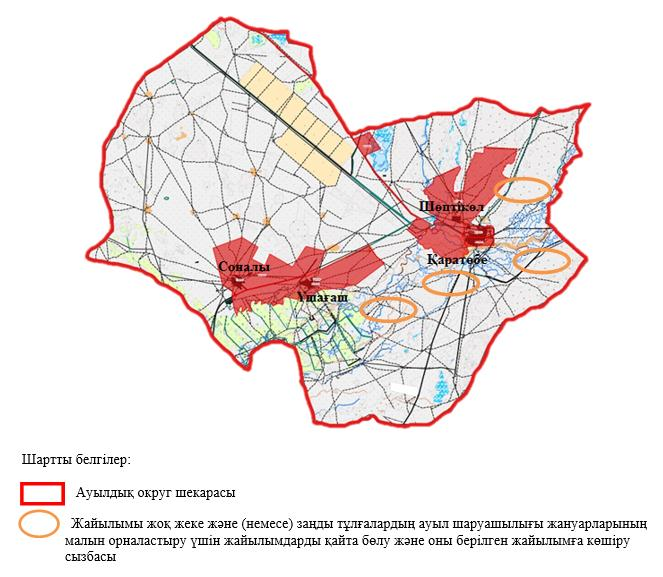 Шөптікөл
Қаратөбе
Соналы
Үшағаш
Шартты белгілер:
Ауылдық округ шекарасы
Жайылымы жоқ жеке және (немесе) заңды тұлғалардың ауыл шаруашылығы жануарларының
малын орналастыру үшін жайылымдарды қайта бөлу және оны берілген жайылымға көшіру
сызбасы